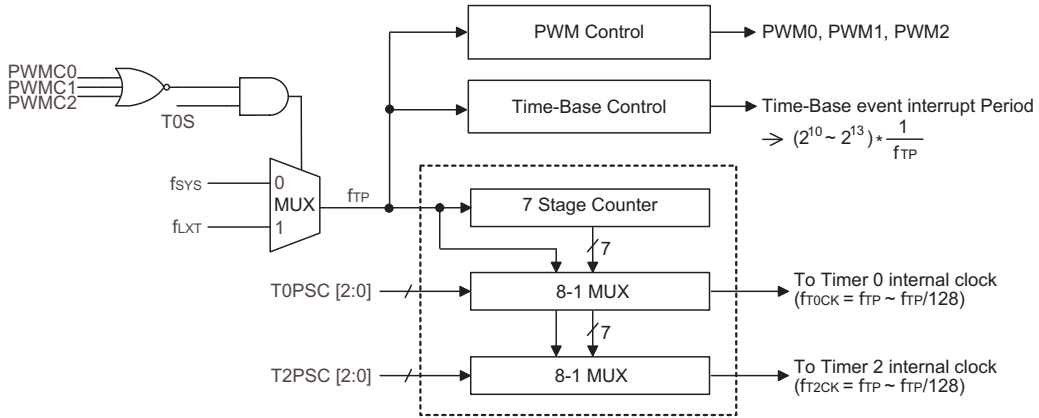 PWM Control
PWM0, PWM1, PWM2
PWMC0
PWMC1
PWMC2
T0S
Time-Base Control
Time-Base event interrupt Period
→ (2^10 ~ 2^13) * 1/fTP
fSYS
0
MUX
fLXT
1
fTP
7 Stage Counter
7
T0PSC [2:0]
8-1 MUX
To Timer 0 internal clock
(fT0CK = fTP ~ fTP/128)
7
T2PSC [2:0]
8-1 MUX
To Timer 2 internal clock
(fT2CK = fTP ~ fTP/128)